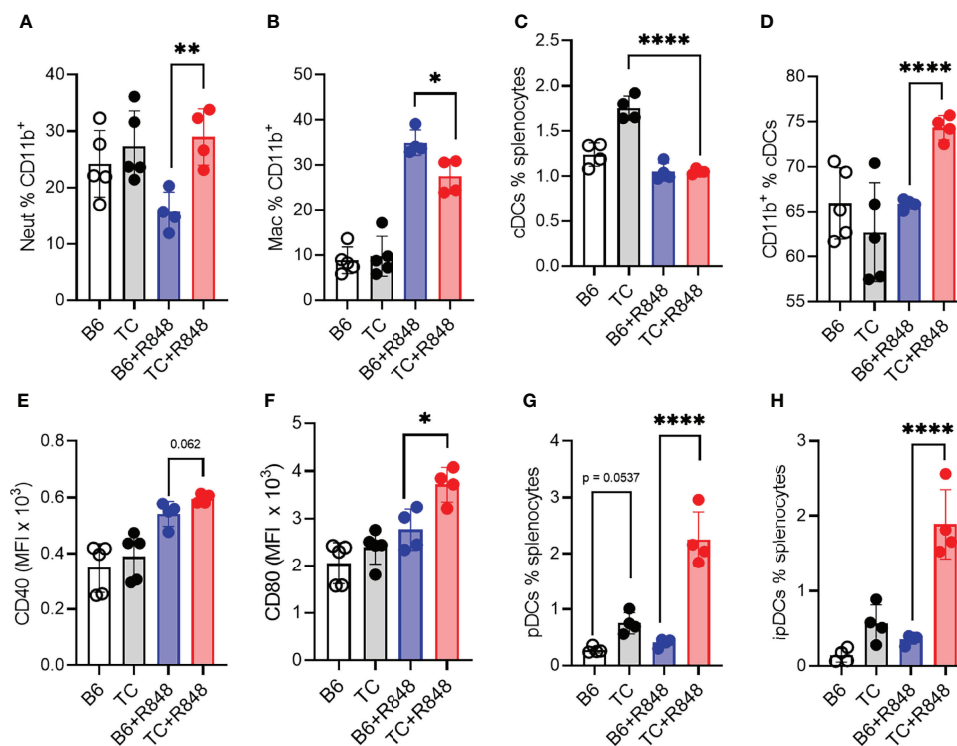 A
Neut % CD11b⁺
40
30
20
10
0
**
B6
TC
B6+R848
TC+R848
B
Mac % CD11b⁺
50
40
30
20
10
0
*
B6
TC
B6+R848
TC+R848
C
cDCs % splenocytes
2.5
2.0
1.5
1.0
0.5
0.0
****
B6
TC
B6+R848
TC+R848
D
CD11b⁺ % cDCs
80
75
70
65
60
55
****
B6
TC
B6+R848
TC+R848
E
CD40 (MFI x 10³)
0.8
0.6
0.4
0.2
0.0
0.062
B6
TC
B6+R848
TC+R848
F
CD80 (MFI x 10³)
5
4
3
2
1
0
*
B6
TC
B6+R848
TC+R848
G
pDCs % splenocytes
4
3
2
1
0
p = 0.0537
****
B6
TC
B6+R848
TC+R848
H
ipDCs % splenocytes
3
2
1
0
****
B6
TC
B6+R848
TC+R848